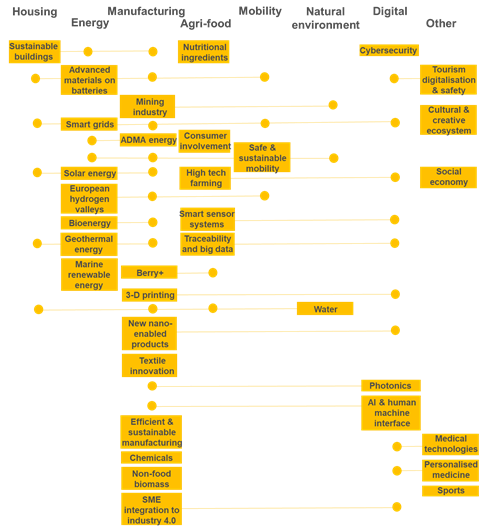 Housing
Energy
Manufacturing
Agri-food
Mobility
Natural
environment
Digital
Other
Sustainable
buildings
Nutritional
ingredients
Cybersecurity
Advanced
materials on
batteries
Tourism
digitalisation
& safety
Mining
industry
Cultural &
creative
ecosystem
Smart grids
ADMA energy
Consumer
involvement
Safe &
sustainable
mobility
Solar energy
High tech
farming
Social
economy
European
hydrogen
valleys
Bioenergy
Smart sensor
systems
Geothermal
energy
Traceability
and big data
Marine
renewable
energy
Berry+
3-D printing
Water
New nano-
enabled
products
Textile
innovation
Photonics
AI & human
machine
interface
Efficient &
sustainable
manufacturing
Medical
technologies
Chemicals
Personalised
medicine
Non-food
biomass
Sports
SME
integration to
industry 4.0